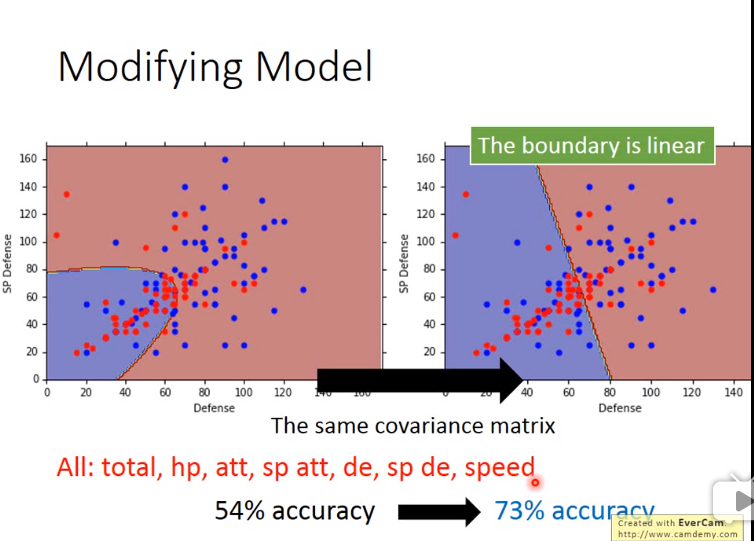 Modifying Model
The boundary is linear
160
140
120
100
80
60
40
20
0
SP Defense
0 20 40 60 80 100 120 140 160
Defense
160
140
120
100
80
60
40
20
SP Defense
20 40 60 80 100 120 140
Defense
The same covariance matrix
All: total, hp, att, sp att, de, sp de, speed
54% accuracy 73% accuracy
Created with EverCam.
http://www.camdemy.com